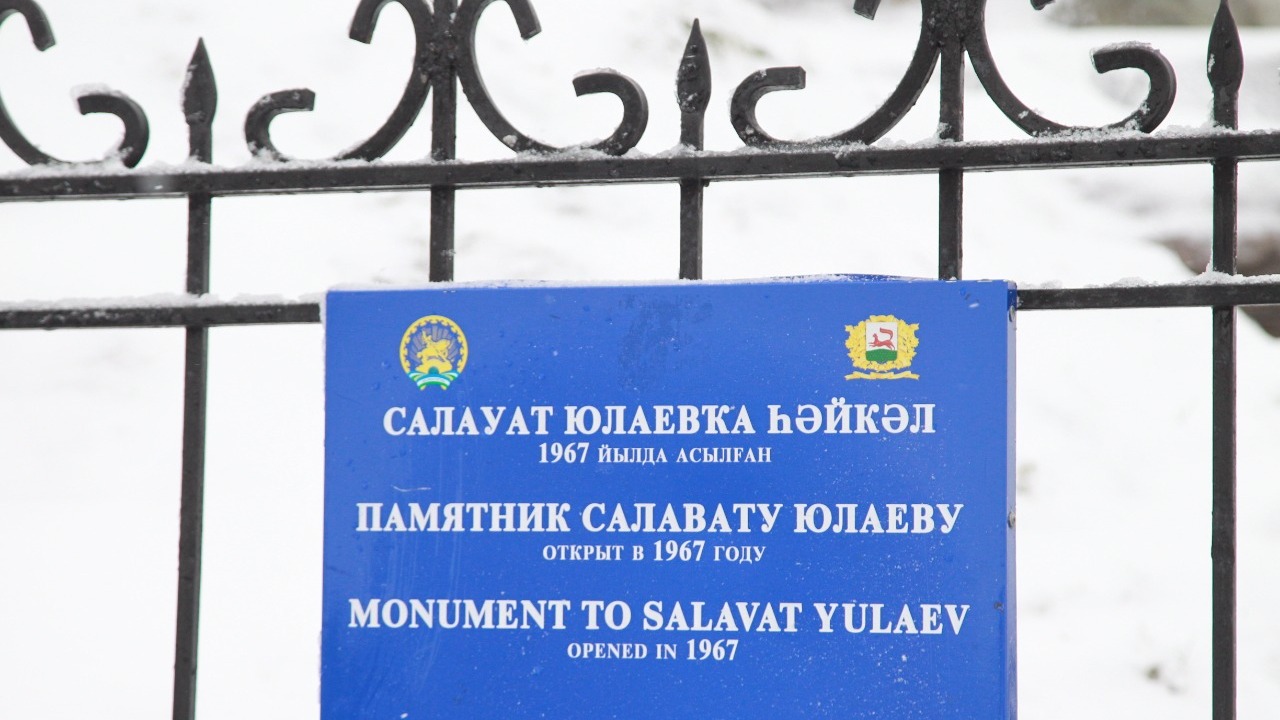 САЛАУАТ ЮЛАЕВҠА ҺӘЙКӘЛ
1967 ЙЫЛДА АСЫЛҒАН
ПАМЯТНИК САЛАВАТУ ЮЛАЕВУ
ОТКРЫТ В 1967 ГОДУ
MONUMENT TO SALAVAT YULAEV
OPENED IN 1967